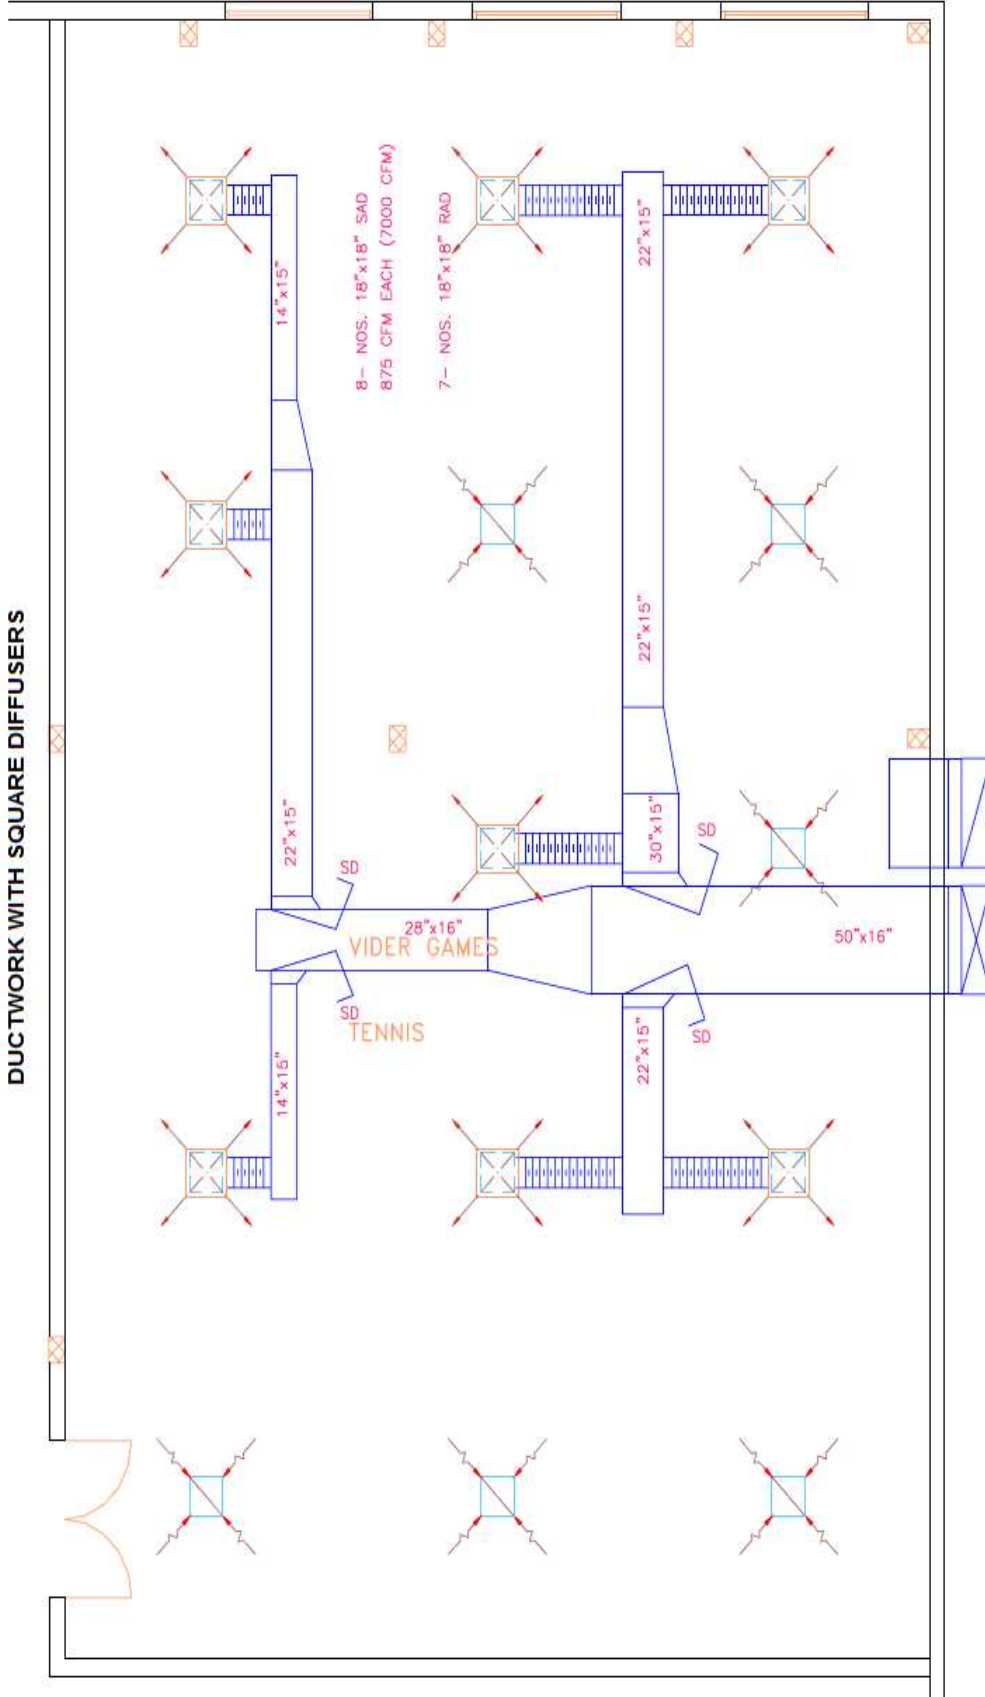 DUCTWORK WITH SQUARE DIFFUSERS
8- NOS. 18"x18" SAD
875 CFM EACH (7000 CFM)
7- NOS. 18"x18" RAD
14"x15"
22"x15"
22"x15"
22"x15"
30"x15"
SD
SD
28"x16"
VIDER GAMES
50"x16"
SD
TENNIS
SD
14"x15"
22"x15"